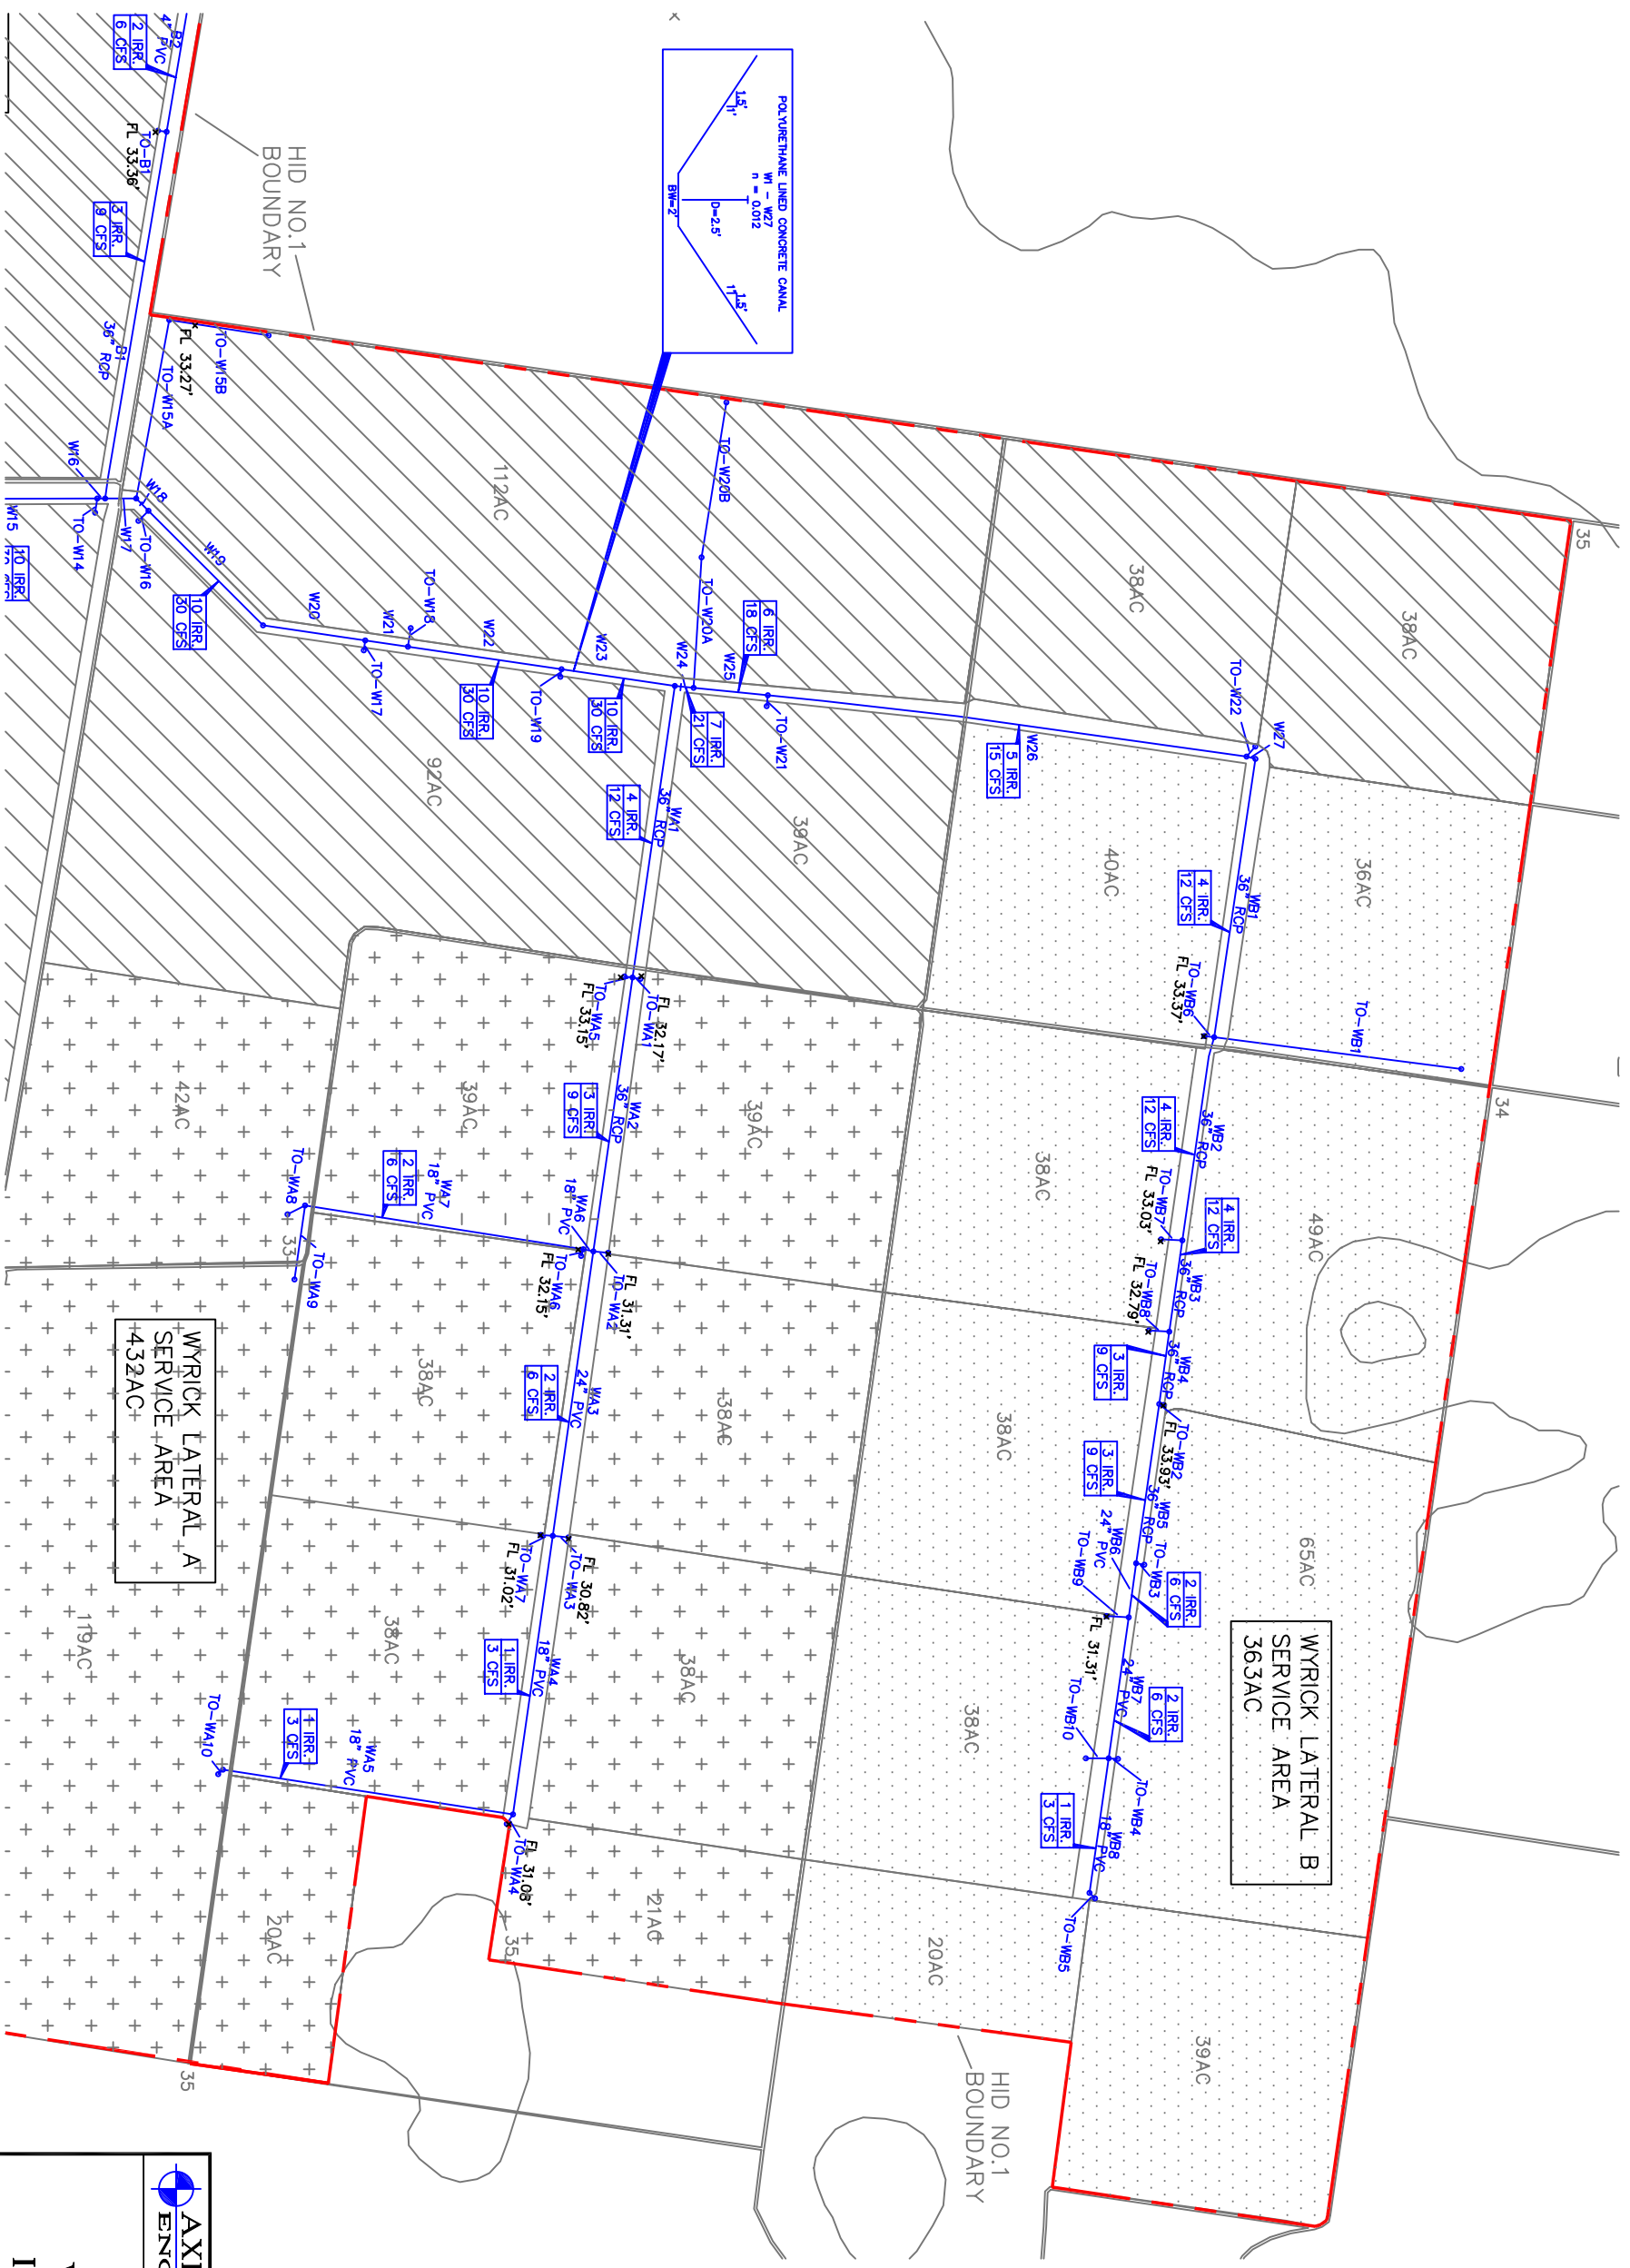 POLYURETHANE LINED CONCRETE CANAL
W1 - W27
n = 0.012
1.5'
1'
D=2.5'
BW=2'
1.5'
1'
HID NO.1
BOUNDARY
B2
PVC
2 IRR.
6 CFS
TO-B1
FL 33.36'
3 IRR.
9 CFS
B1
36" RCP
TO-W15B
FL 33.27'
TO-W15A
W16
TO-W14
W17
W18
TO-W16
W15
10 IRR.
W19
10 IRR.
30 CFS
W20
W21
TO-W18
TO-W17
W22
10 IRR.
30 CFS
TO-W19
W23
10 IRR.
30 CFS
W24
7 IRR.
21 CFS
TO-W20B
TO-W20A
W25
6 IRR.
18 CFS
TO-W21
W26
5 IRR.
15 CFS
TO-W22
W27
112AC
92AC
38AC
38AC
39AC
35
36AC
40AC
WB1
36" RCP
4 IRR.
12 CFS
TO-WB6
FL 33.37'
TO-WB1
34
WB2
36" RCP
4 IRR.
12 CFS
TO-WB7
FL 33.03'
4 IRR.
12 CFS
WB3
36" RCP
TO-WB8
FL 32.79'
WB4
36" RCP
3 IRR.
9 CFS
TO-WB2
FL 33.93'
WB5
36" RCP
3 IRR.
9 CFS
TO-WB3
WB6
24" PVC
2 IRR.
6 CFS
TO-WB9
FL 31.31'
WB7
24" PVC
2 IRR.
6 CFS
TO-WB10
TO-WB4
WB8
18" PVC
1 IRR.
3 CFS
TO-WB5
49AC
65AC
38AC
38AC
38AC
20AC
39AC
WYRICK LATERAL B
SERVICE AREA
363AC
HID NO.1
BOUNDARY
WA1
36" RCP
4 IRR.
12 CFS
FL 32.17'
TO-WA1
TO-WA5
FL 33.15'
WA2
36" RCP
3 IRR.
9 CFS
FL 31.31'
TO-WA2
TO-WA6
FL 32.15'
WA6
18" PVC
WA7
18" PVC
2 IRR.
6 CFS
TO-WA8
TO-WA9
33
WA3
24" PVC
2 IRR.
6 CFS
FL 30.82'
TO-WA3
TO-WA7
FL 31.02'
WA4
18" PVC
1 IRR.
3 CFS
FL 31.08'
TO-WA4
WA5
18" PVC
1 IRR.
3 CFS
TO-WA10
39AC
39AC
42AC
38AC
38AC
38AC
38AC
119AC
21AC
20AC
35
35
WYRICK LATERAL A
SERVICE AREA
432AC